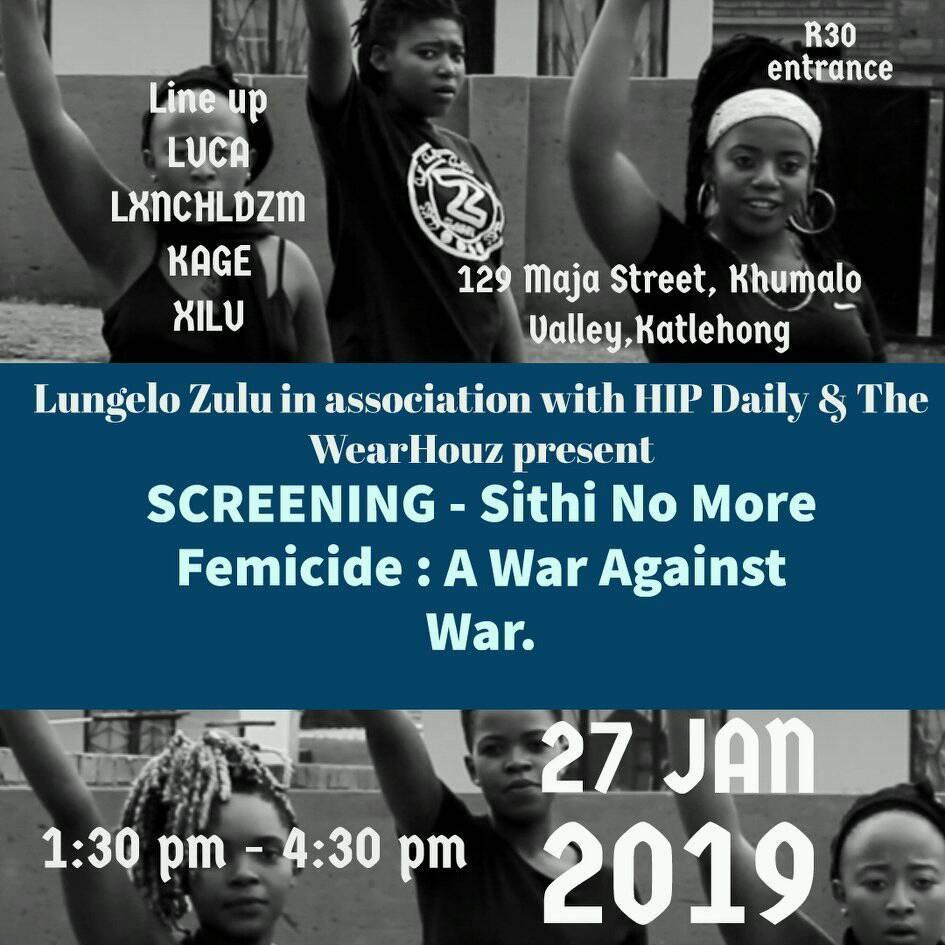 R30
entrance
Line up
LVCA
LXNCHLDZM
KAGE
XILV
129 Maja Street, Khumalo
Valley,Katlehong
Lungelo Zulu in association with HIP Daily & The
WearHouz present
SCREENING - Sithi No More
Femicide : A War Against
War.
27 JAN
2019
1:30 pm - 4:30 pm